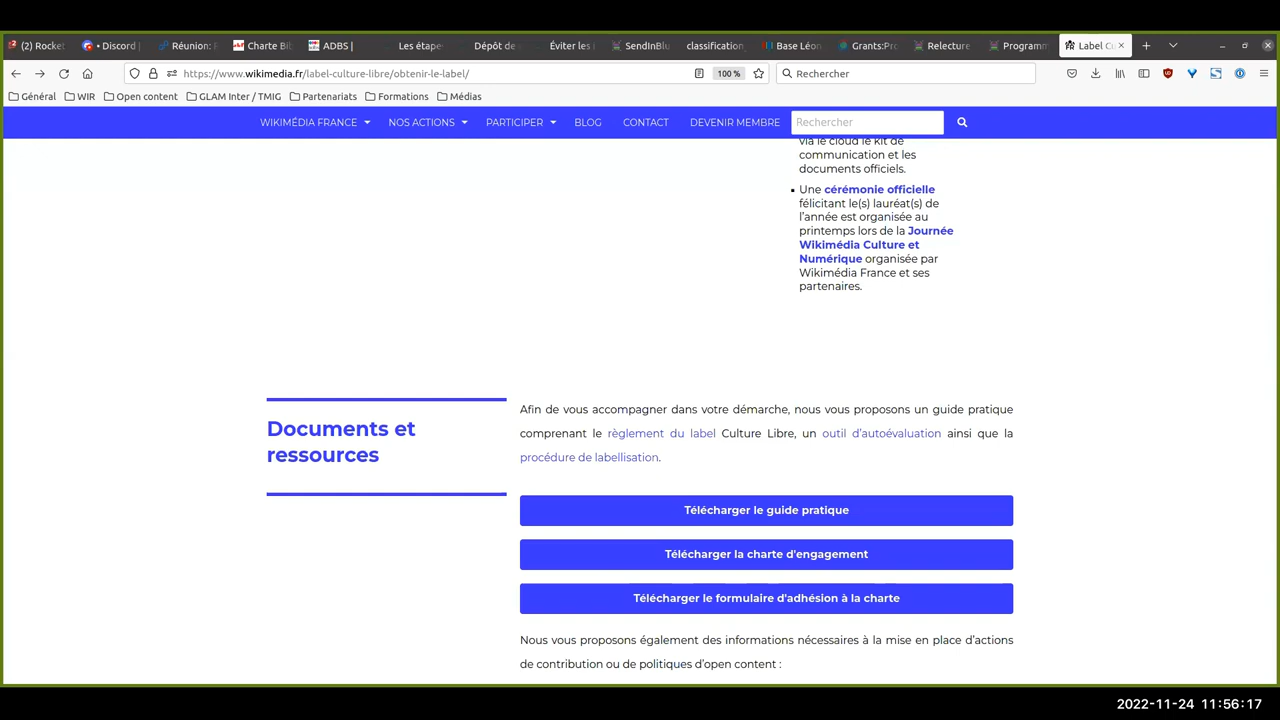 (2) Rocket
• Discord
Réunion:
Charte Bil
ADBS |
Les étape
Dépôt de
Éviter les
SendInBlu
classification
Base Léon
Grants:Pro
Relecture
Programm
Label Cu
https://www.wikimedia.fr/label-culture-libre/obtenir-le-label/
100 %
Rechercher
Général
WIR
Open content
GLAM Inter / TMIG
Partenariats
Formations
Médias
WIKIMÉDIA FRANCE
NOS ACTIONS
PARTICIPER
BLOG
CONTACT
DEVENIR MEMBRE
Rechercher
via le cloud le kit de
communication et les
documents officiels.
Une cérémonie officielle
félicitant le(s) lauréat(s) de
l'année est organisée au
printemps lors de la Journée
Wikimédia Culture et
Numérique organisée par
Wikimédia France et ses
partenaires.
Documents et
ressources
Afin de vous accompagner dans votre démarche, nous vous proposons un guide pratique
comprenant le règlement du label Culture Libre, un outil d'autoévaluation ainsi que la
procédure de labellisation.
Télécharger le guide pratique
Télécharger la charte d'engagement
Télécharger le formulaire d'adhésion à la charte
Nous vous proposons également des informations nécessaires à la mise en place d'actions
de contribution ou de politiques d'open content :
2022-11-24 11:56:17